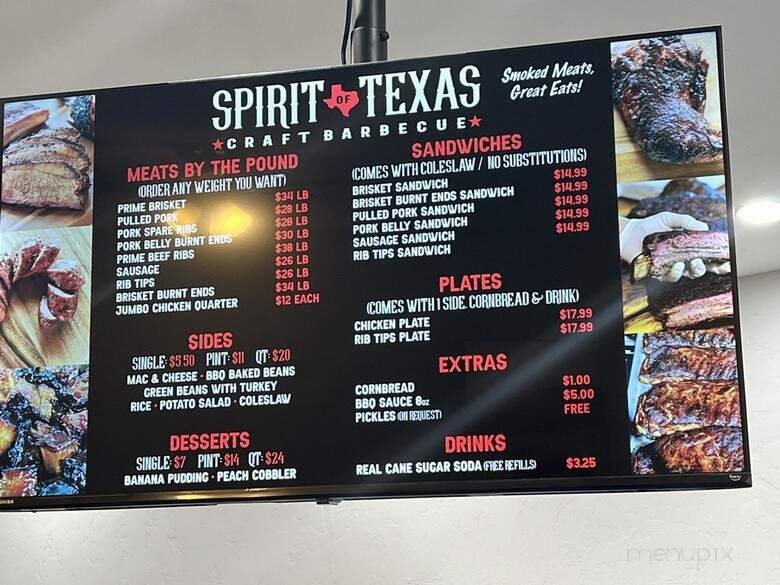 SPIRIT OF TEXAS
★CRAFT BARBECUE★
Smoked Meats,
Great Eats!
MEATS BY THE POUND
(ORDER ANY WEIGHT YOU WANT)
PRIME BRISKET $34 LB
PULLED PORK $28 LB
PORK SPARE RIBS $29 LB
PORK BELLY BURNT ENDS $30 LB
PRIME BEEF RIBS $38 LB
SAUSAGE $26 LB
RIB TIPS $26 LB
BRISKET BURNT ENDS $34 LB
JUMBO CHICKEN QUARTER $12 EACH
SIDES
SINGLE: $5.50 PINT: $11 QT: $20
MAC & CHEESE · BBQ BAKED BEANS
GREEN BEANS WITH TURKEY
RICE · POTATO SALAD · COLESLAW
DESSERTS
SINGLE: $7 PINT: $14 QT: $24
BANANA PUDDING · PEACH COBBLER
SANDWICHES
(COMES WITH COLESLAW / NO SUBSTITUTIONS)
BRISKET SANDWICH $14.99
BRISKET BURNT ENDS SANDWICH $14.99
PULLED PORK SANDWICH $14.99
PORK BELLY SANDWICH $14.99
SAUSAGE SANDWICH $14.99
RIB TIPS SANDWICH
PLATES
(COMES WITH 1 SIDE, CORNBREAD & DRINK)
CHICKEN PLATE $17.99
RIB TIPS PLATE $17.99
EXTRAS
CORNBREAD $1.00
BBQ SAUCE 8oz $5.00
PICKLES (ON REQUEST) FREE
DRINKS
REAL CANE SUGAR SODA (FREE REFILLS) $3.25
menupix